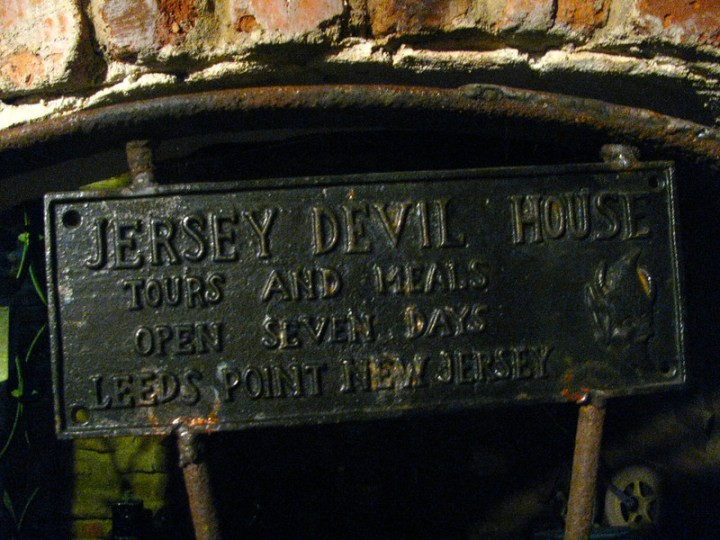 JERSEY DEVIL HOUSE
TOURS AND MEALS
OPEN SEVEN DAYS
LEEDS POINT NEW JERSEY